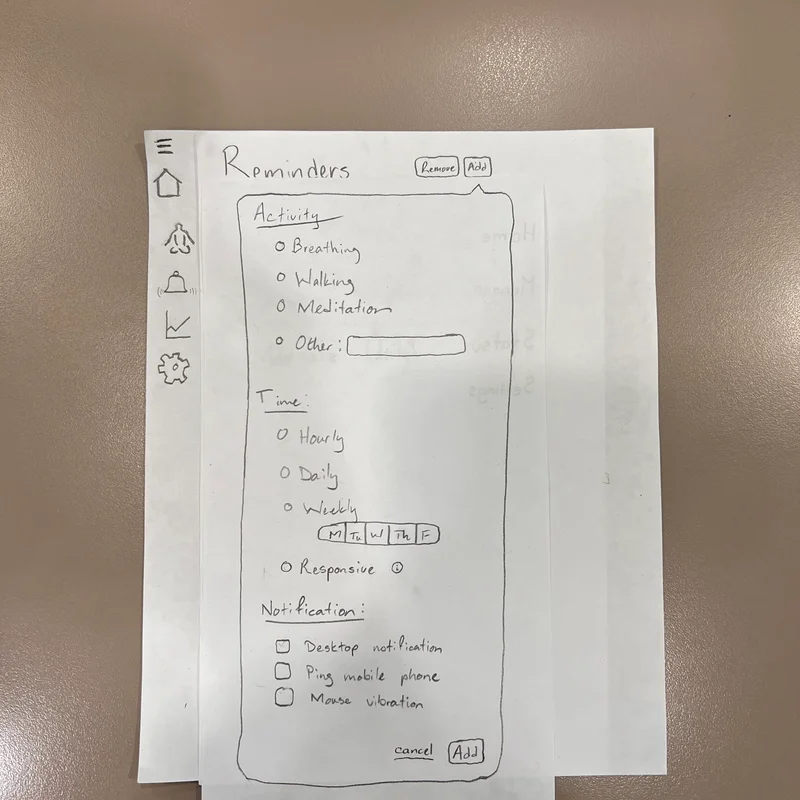 Reminders
Remove Add
Activity
Breathing
Walking
Meditation
Other:
Time:
Hourly
Daily
Weekly
M Tu W Th F
Responsive i
Notification:
Desktop notification
Ping mobile phone
Mouse vibration
cancel Add